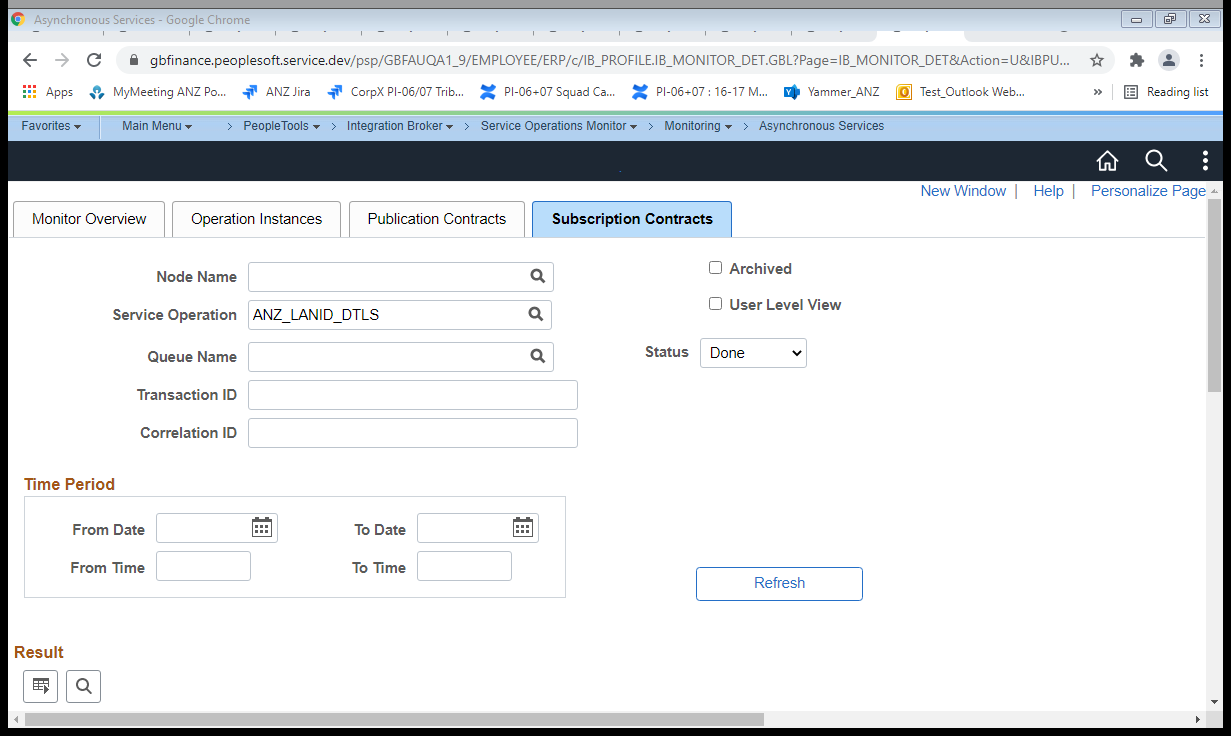 Asynchronous Services - Google Chrome
gbfinance.peoplesoft.service.dev/psp/GBFAUQA1_9/EMPLOYEE/ERP/c/IB_PROFILE.IB_MONITOR_DET.GBL?Page=IB_MONITOR_DET&Action=U&IBPU...
Apps MyMeeting ANZ Po... ANZ Jira CorpX PI-06/07 Trib... PI-06+07 Squad Ca... PI-06+07 : 16-17 M... Yammer_ANZ Test_Outlook Web... » Reading list
Favorites Main Menu > PeopleTools > Integration Broker > Service Operations Monitor > Monitoring > Asynchronous Services
New Window | Help | Personalize Page
Monitor Overview Operation Instances Publication Contracts Subscription Contracts
Node Name Archived
Service Operation ANZ_LANID_DTLS User Level View
Queue Name Status Done
Transaction ID
Correlation ID
Time Period
From Date To Date
From Time To Time
Refresh
Result